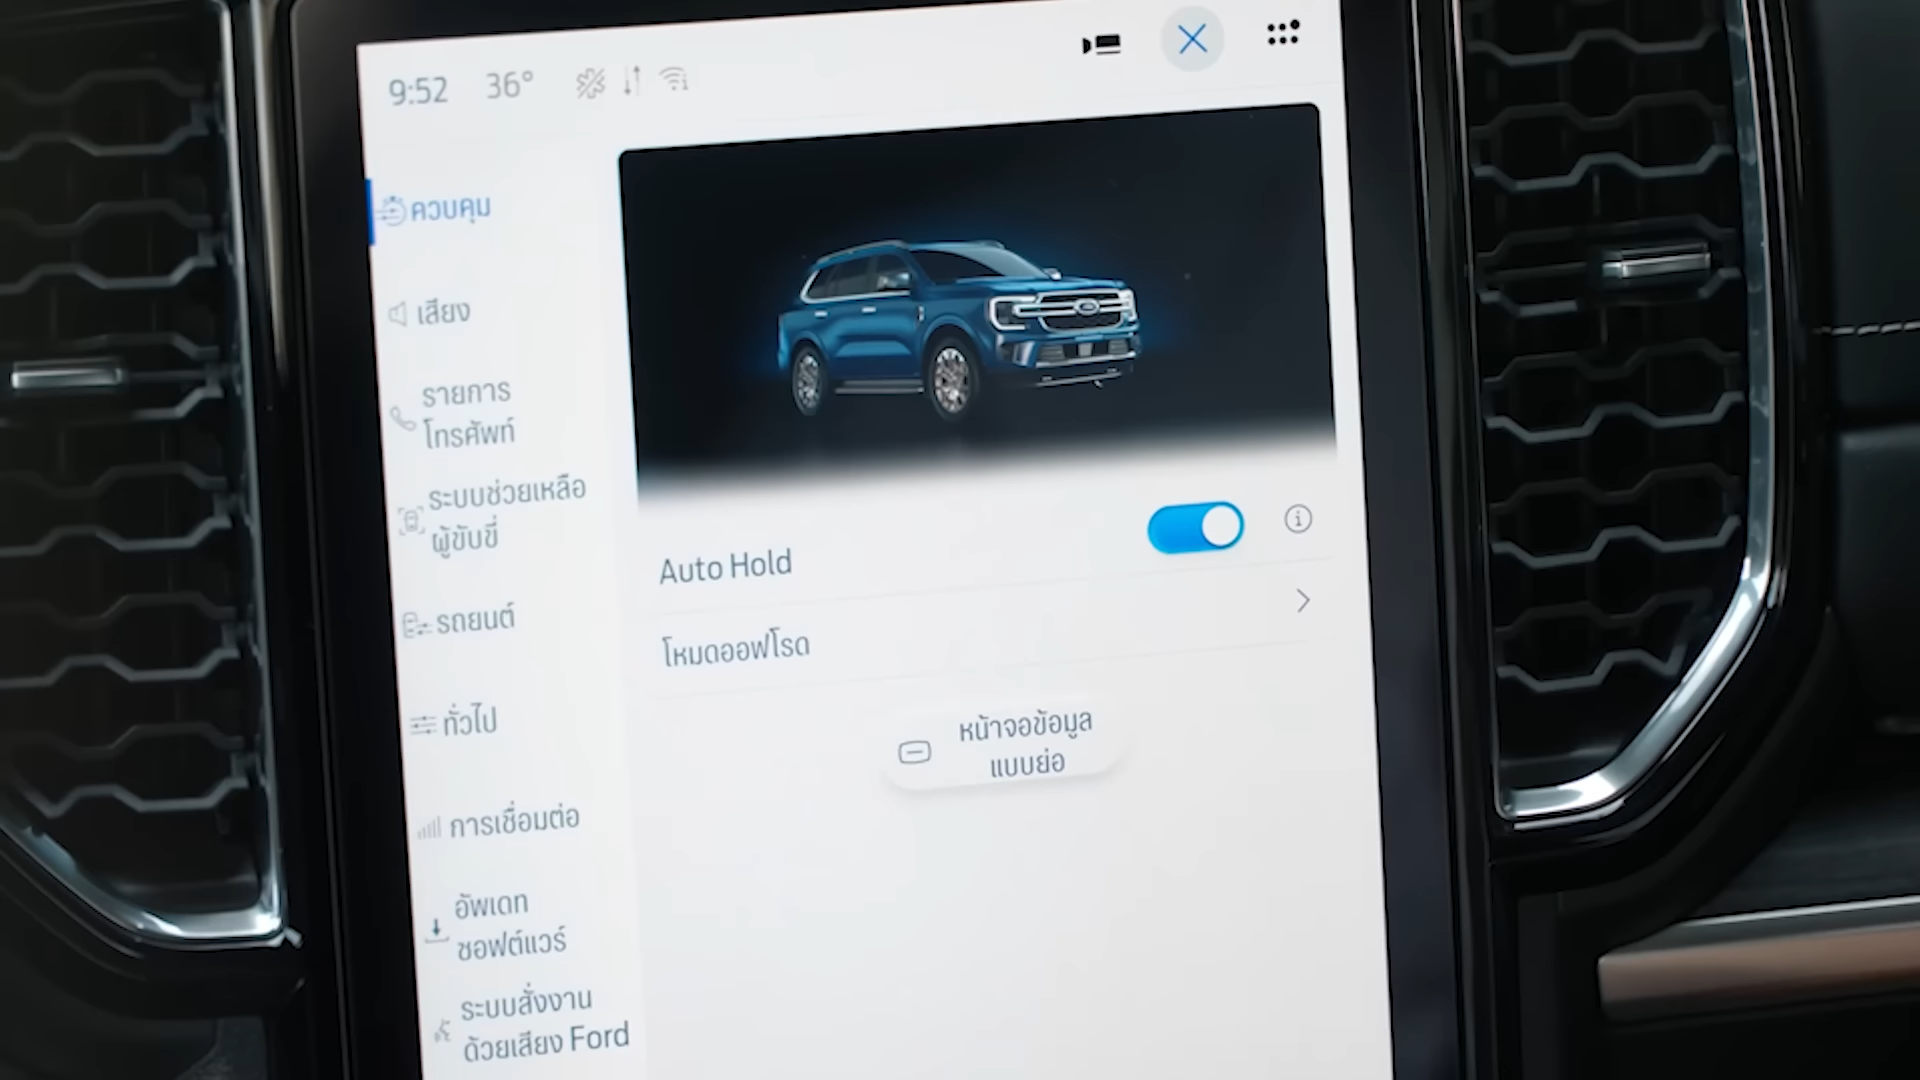 9:52 36°
ควบคุม
เสียง
รายการ
โทรศัพท์
ระบบช่วยเหลือ
ผู้ขับขี่
รถยนต์
ทั่วไป
การเชื่อมต่อ
อัพเดท
ซอฟต์แวร์
ระบบสั่งงาน
ด้วยเสียง Ford
Auto Hold
โหมดออฟโรด
หน้าจอข้อมูล
แบบย่อ